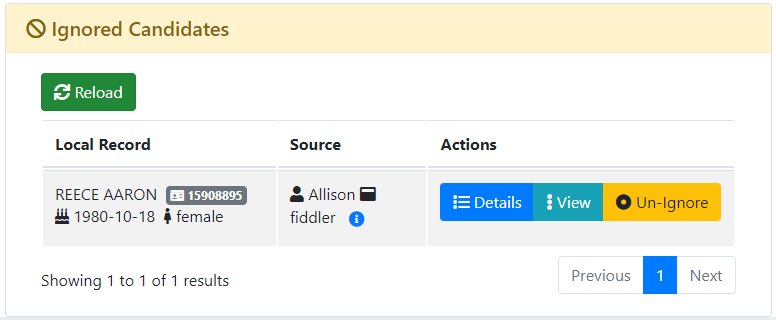 Ignored Candidates
Reload
Local Record Source Actions
REECE AARON 15908895
1980-10-18 female
Allison
fiddler
Details View Un-Ignore
Showing 1 to 1 of 1 results
Previous 1 Next